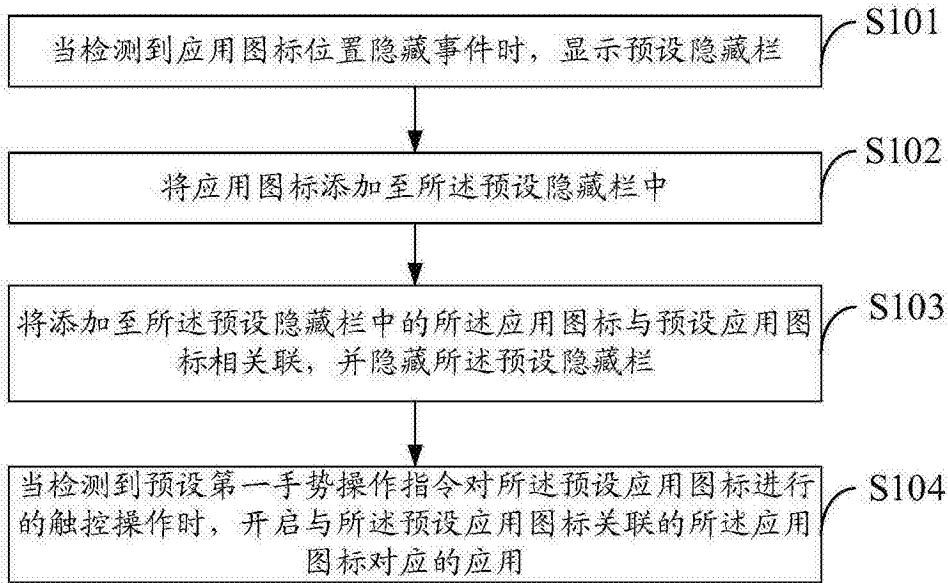 S101
当检测到应用图标位置隐藏事件时，显示预设隐藏栏
S102
将应用图标添加至所述预设隐藏栏中
S103
将添加至所述预设隐藏栏中的所述应用图标与预设应用图
标相关联，并隐藏所述预设隐藏栏
S104
当检测到预设第一手势操作指令对所述预设应用图标进行
的触控操作时，开启与所述预设应用图标关联的所述应用
图标对应的应用